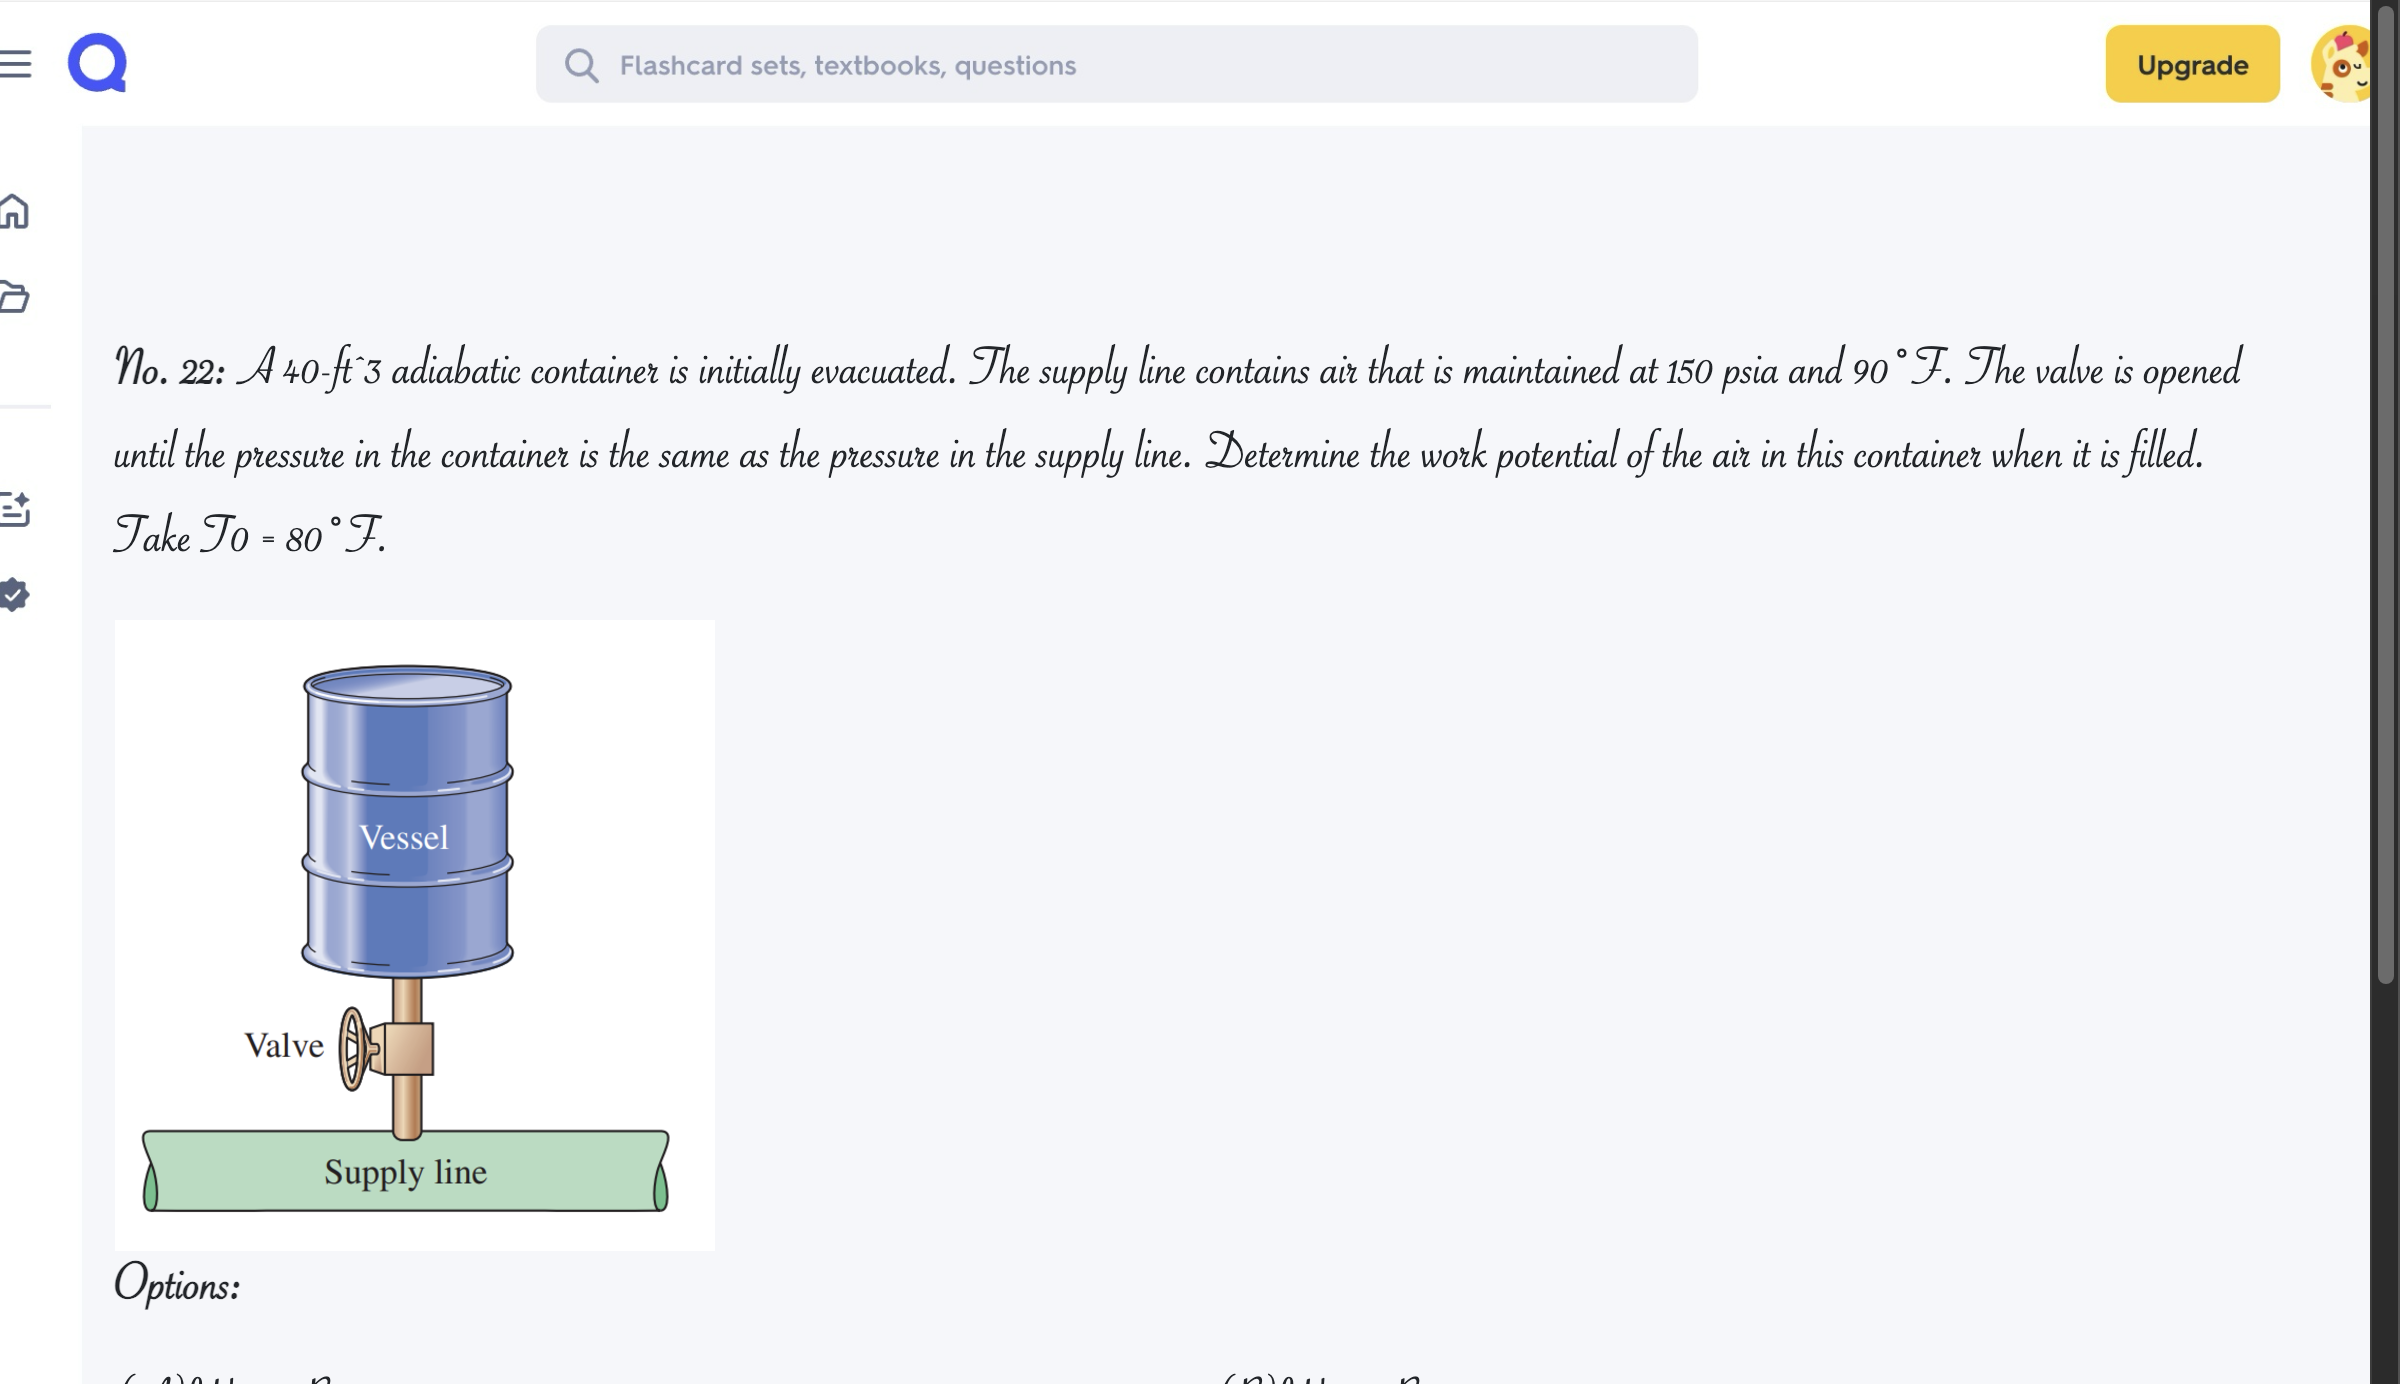 Flashcard sets, textbooks, questions
Upgrade
No. 22: A 40-ft^3 adiabatic container is initially evacuated. The supply line contains air that is maintained at 150 psia and 90°F. The valve is opened
until the pressure in the container is the same as the pressure in the supply line. Determine the work potential of the air in this container when it is filled.
Take T0 = 80°F.
Vessel
Valve
Supply line
Options: